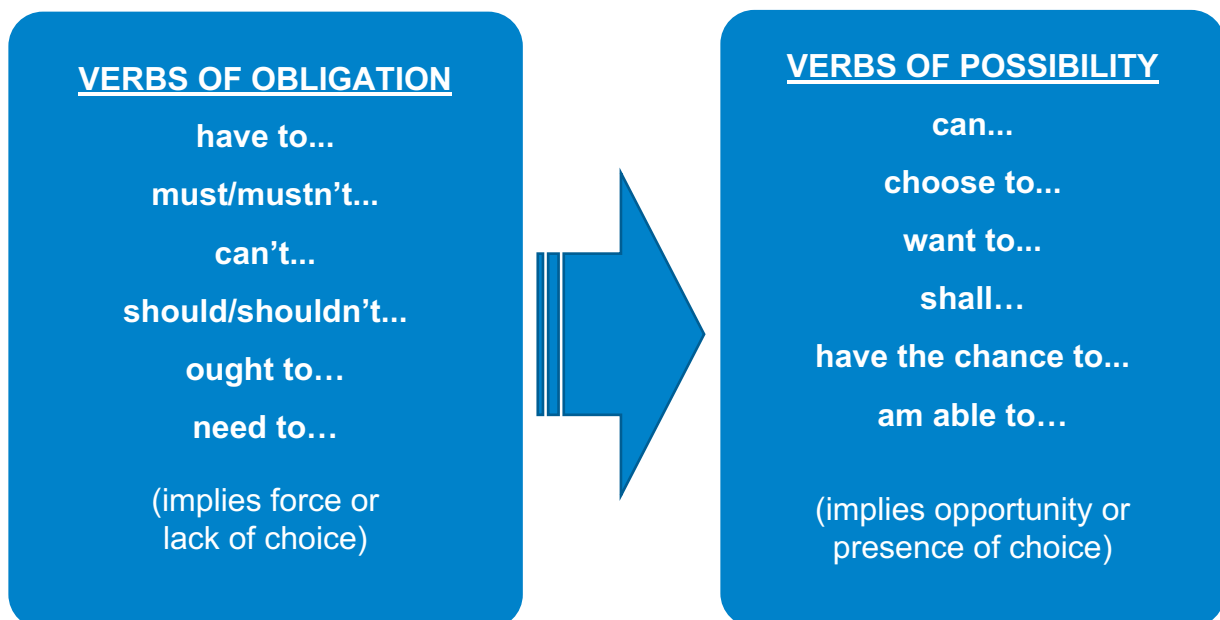 VERBS OF OBLIGATION
have to...
must/mustn’t...
can’t...
should/shouldn’t...
ought to…
need to…
(implies force or
lack of choice)
VERBS OF POSSIBILITY
can...
choose to...
want to...
shall…
have the chance to...
am able to…
(implies opportunity or
presence of choice)